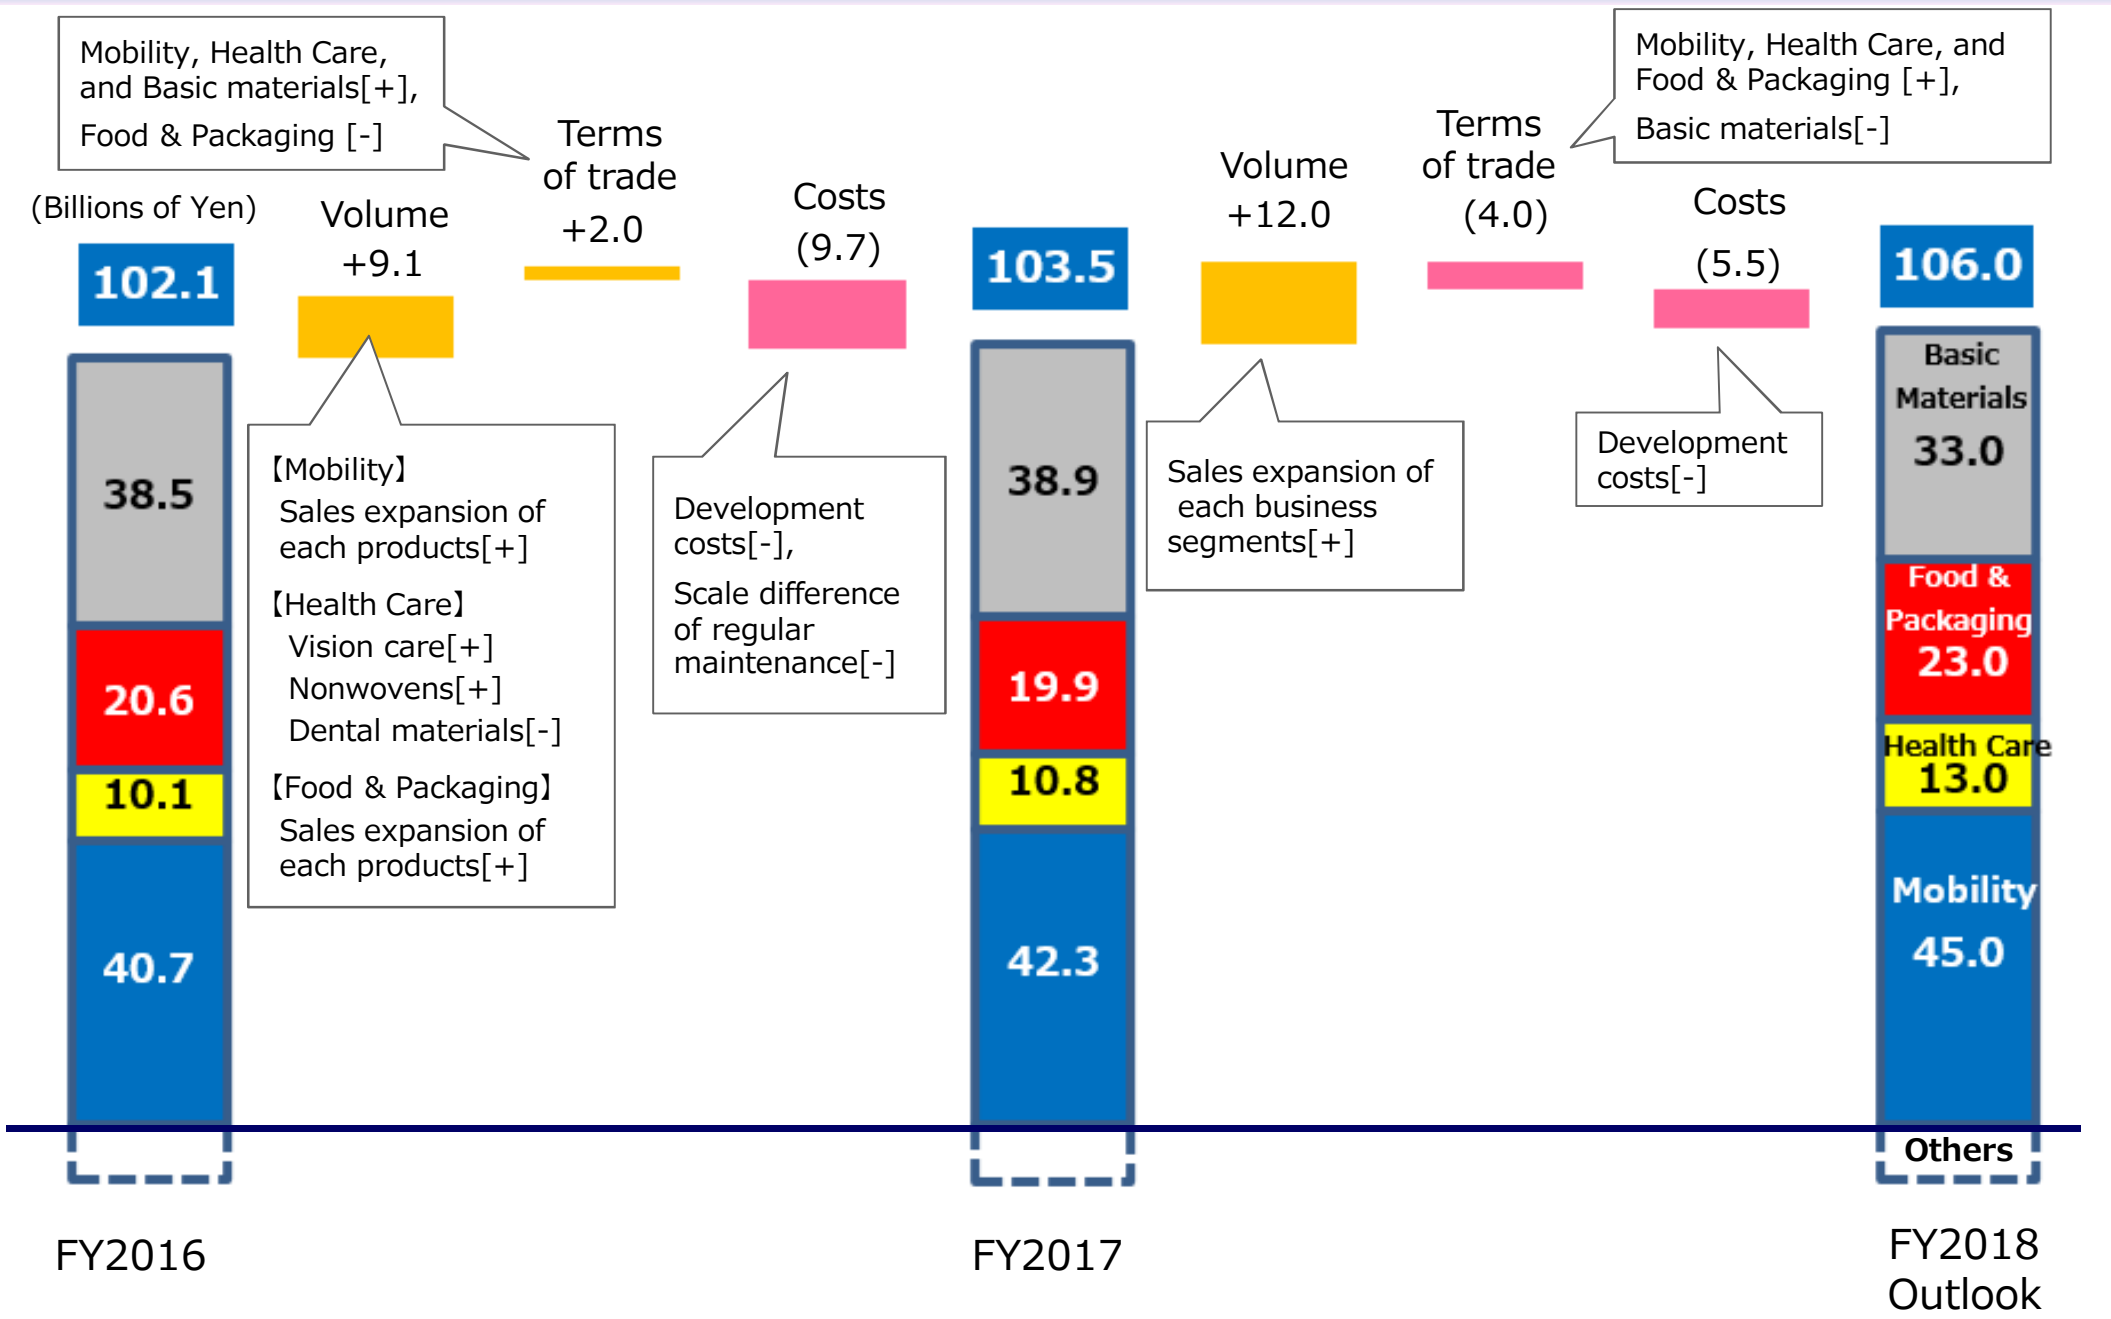 Mobility, Health Care,
and Basic materials[+],
Food & Packaging [-]
(Billions of Yen)
102.1
38.5
20.6
10.1
40.7
FY2016
Volume
+9.1
【Mobility】
Sales expansion of
each products[+]
【Health Care】
Vision care[+]
Nonwovens[+]
Dental materials[-]
【Food & Packaging】
Sales expansion of
each products[+]
Terms
of trade
+2.0
Costs
(9.7)
Development
costs[-],
Scale difference
of regular
maintenance[-]
103.5
38.9
19.9
10.8
42.3
FY2017
Volume
+12.0
Sales expansion of
each business
segments[+]
Terms
of trade
(4.0)
Mobility, Health Care, and
Food & Packaging [+],
Basic materials[-]
Costs
(5.5)
Development
costs[-]
106.0
Basic
Materials
33.0
Food &
Packaging
23.0
Health Care
13.0
Mobility
45.0
Others
FY2018
Outlook